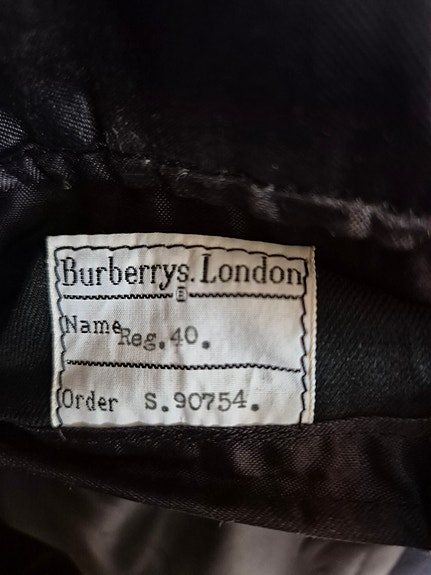 Burberrys. London
B
Name Reg.40.
Order S.90754.